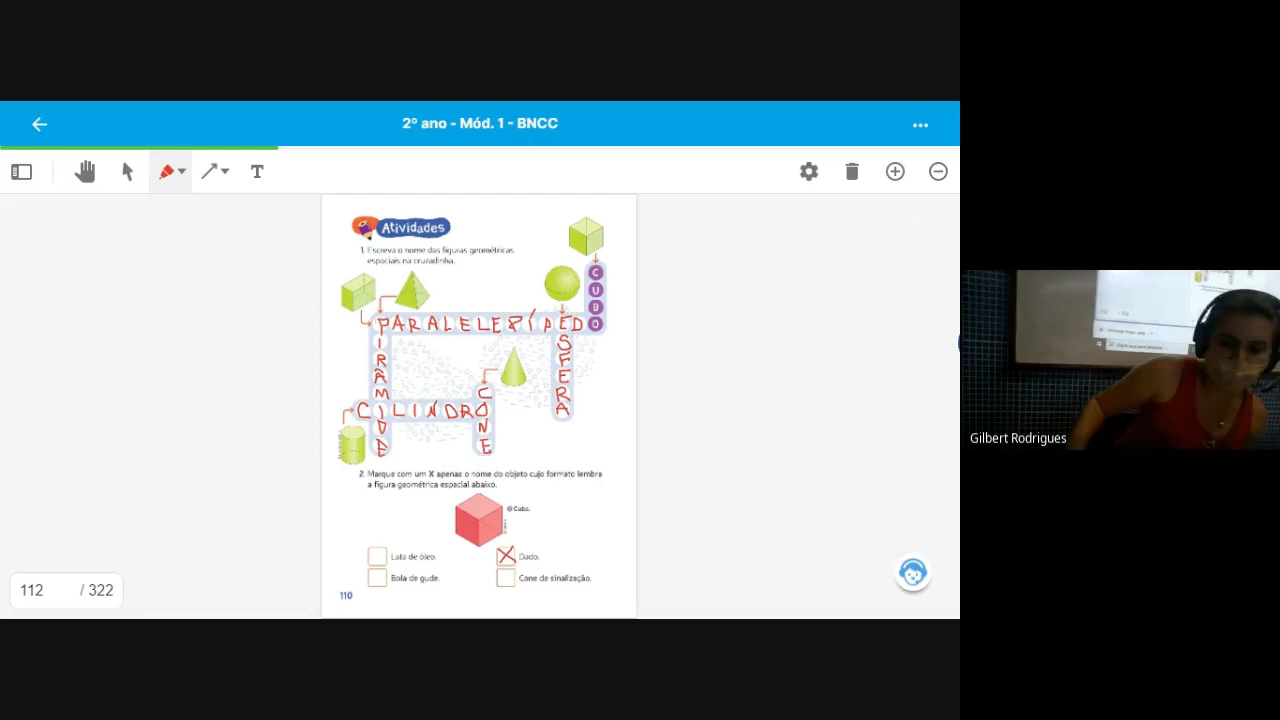 2º ano - Mód. 1 - BNCC
T
Atividades
1. Escreva o nome das figuras geométricas
espaciais na cruzadinha.
CUBO
PARALELEPÍPEDO
PIRÂMIDE
ESFERA
CONE
CILINDRO
2. Marque com um X apenas o nome do objeto cujo formato lembra
a figura geométrica espacial abaixo.
Cubo.
Lata de óleo.
X Dado.
Bola de gude.
Cone de sinalização.
110
112 / 322
Gilbert Rodrigues